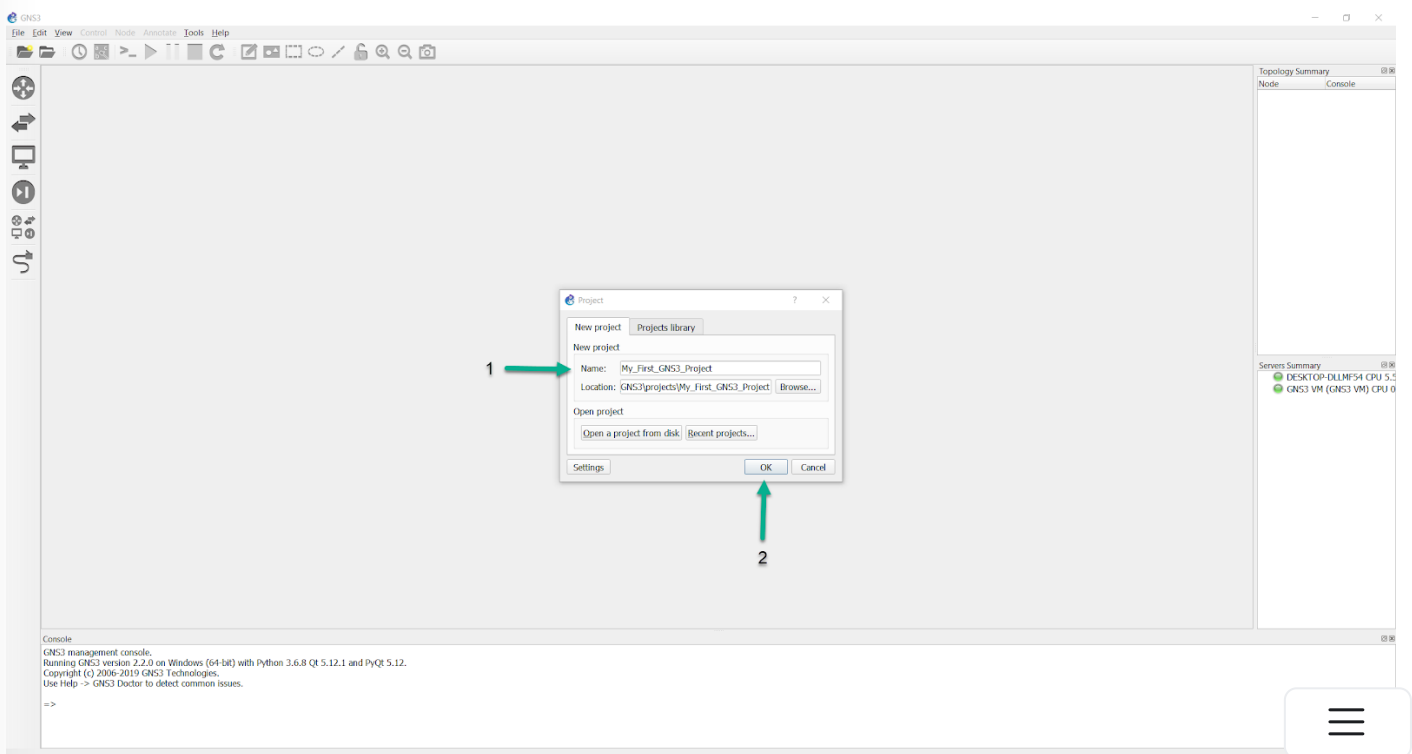 GNS3
File Edit View Control Node Annotate Tools Help
Topology Summary
Node Console
Project
New project Projects library
New project
1
Name: My_First_GNS3_Project
Location: GNS3\projects\My_First_GNS3_Project Browse...
Open project
Open a project from disk Recent projects...
Settings OK Cancel
2
Servers Summary
DESKTOP-DLLMF54 CPU 5.5
GNS3 VM (GNS3 VM) CPU 0
Console
GNS3 management console.
Running GNS3 version 2.2.0 on Windows (64-bit) with Python 3.6.8 Qt 5.12.1 and PyQt 5.12.
Copyright (c) 2006-2019 GNS3 Technologies.
Use Help -> GNS3 Doctor to detect common issues.
=>